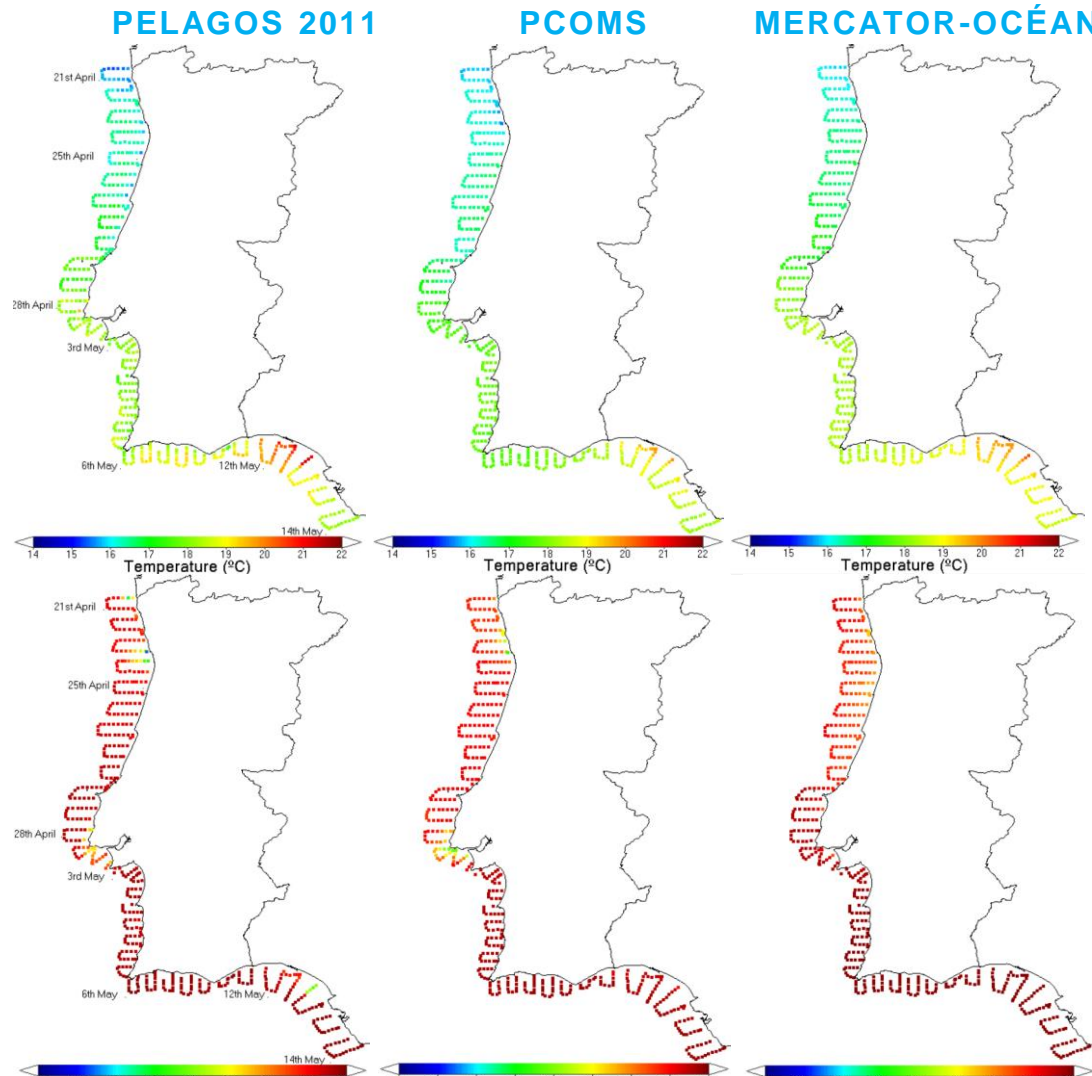 PELAGOS 2011 PCOMS MERCATOR-OCÉAN
21st April
25th April
28th April
3rd May
6th May 12th May
14th May
14 15 16 17 18 19 20 21 22 14 15 16 17 18 19 20 21 22 14 15 16 17 18 19 20 21 22
Temperature (ºC) Temperature (ºC) Temperature (ºC)
21st April
25th April
28th April
3rd May
6th May 12th May
14th May